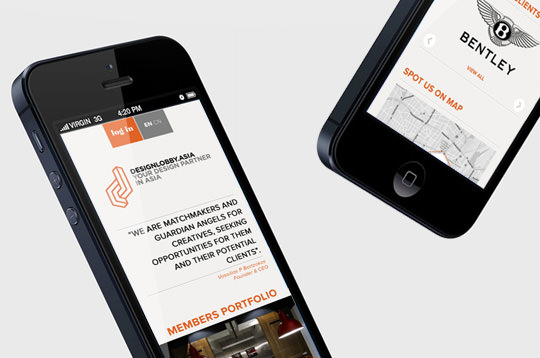 VIRGIN 3G 4:20 PM
log in
EN CN
DESIGNLOBBY.ASIA
YOUR DESIGN PARTNER
IN ASIA
"WE ARE MATCHMAKERS AND
GUARDIAN ANGELS FOR
CREATIVES, SEEKING
OPPORTUNITIES FOR THEM
AND THEIR POTENTIAL
CLIENTS".
Founder & CEO
MEMBERS PORTFOLIO
CLIENTS
B
BENTLEY
VIEW ALL
SPOT US ON MAP